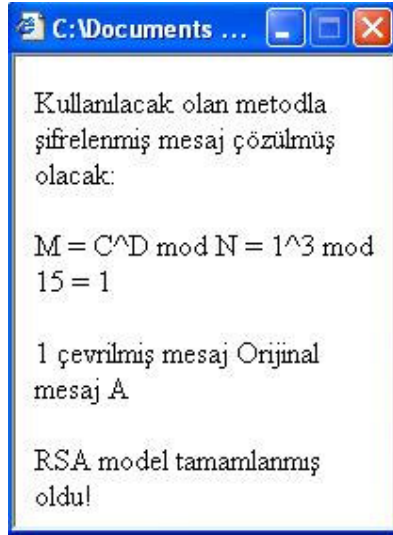 C:\Documents ...
Kullanılacak olan metodla
şifrelenmiş mesaj çözülmüş
olacak:
M = C^D mod N = 1^3 mod
15 = 1
1 çevrilmiş mesaj Orijinal
mesaj A
RSA model tamamlanmış
oldu!